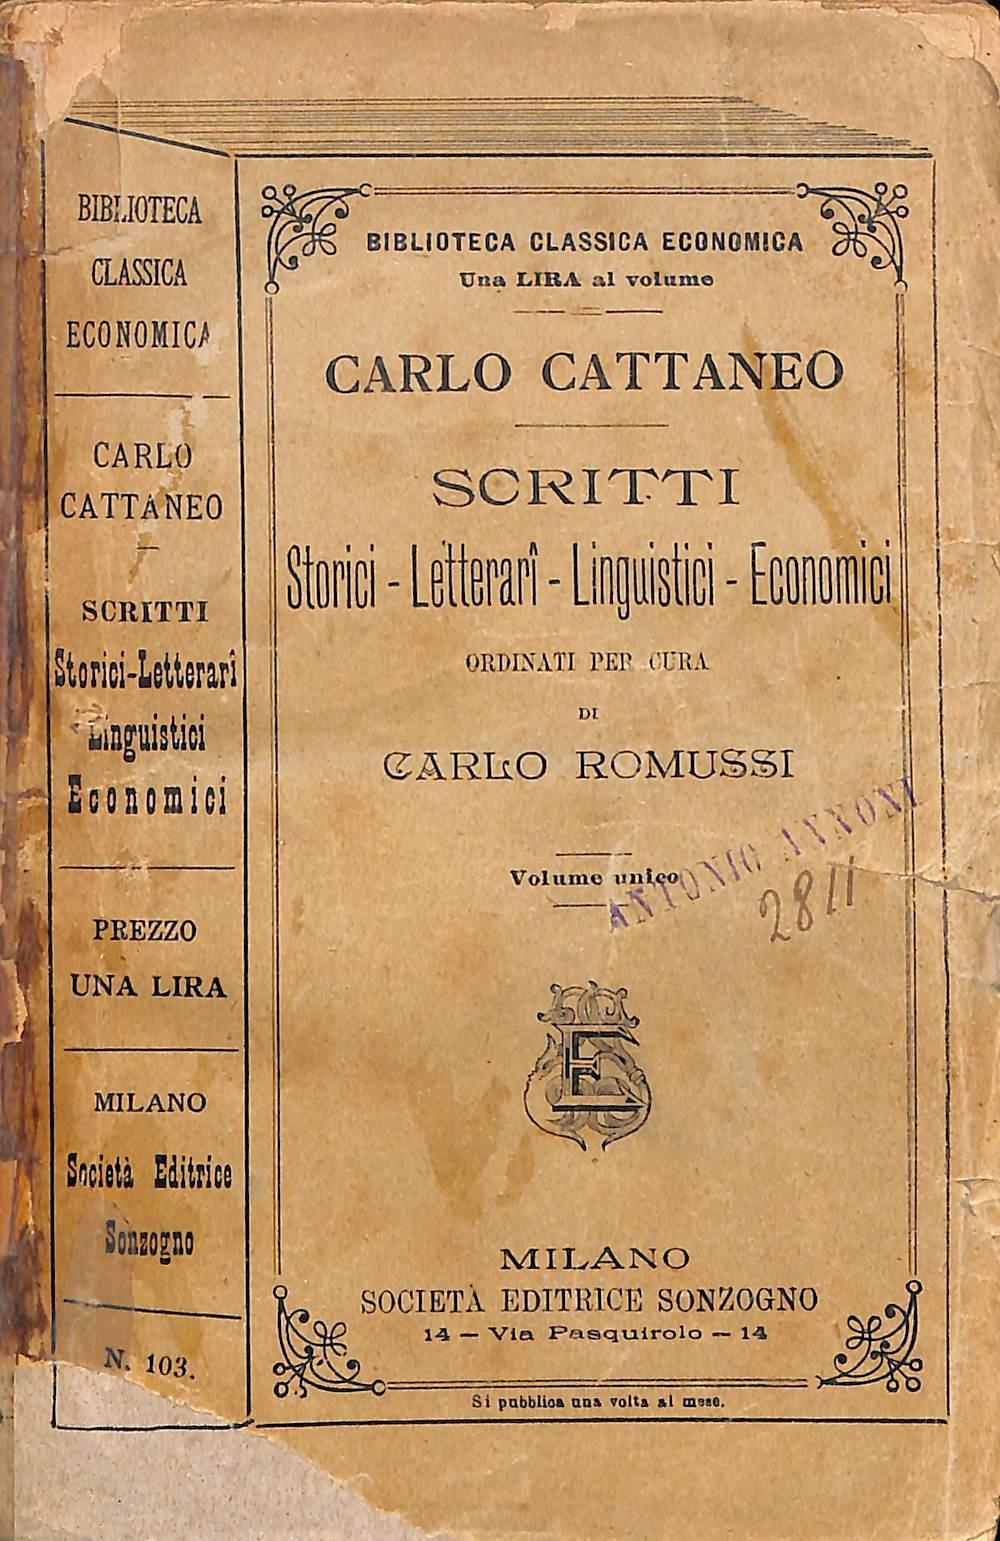 BIBLIOTECA
CLASSICA
ECONOMICA
CARLO
CATTANEO
SCRITTI
Storici-Letterarî
Linguistici
Economici
PREZZO
UNA LIRA
MILANO
Società Editrice
Sonzogno
N. 103.
BIBLIOTECA CLASSICA ECONOMICA
Una LIRA al volume
CARLO CATTANEO
SCRITTI
Storici - Letterarî - Linguistici - Economici
ORDINATI PER CURA
DI
CARLO ROMUSSI
Volume unico
ANTONIO ANNONI
2811
E
MILANO
SOCIETÀ EDITRICE SONZOGNO
14 — Via Pasquirolo — 14
Si pubblica una volta al mese.